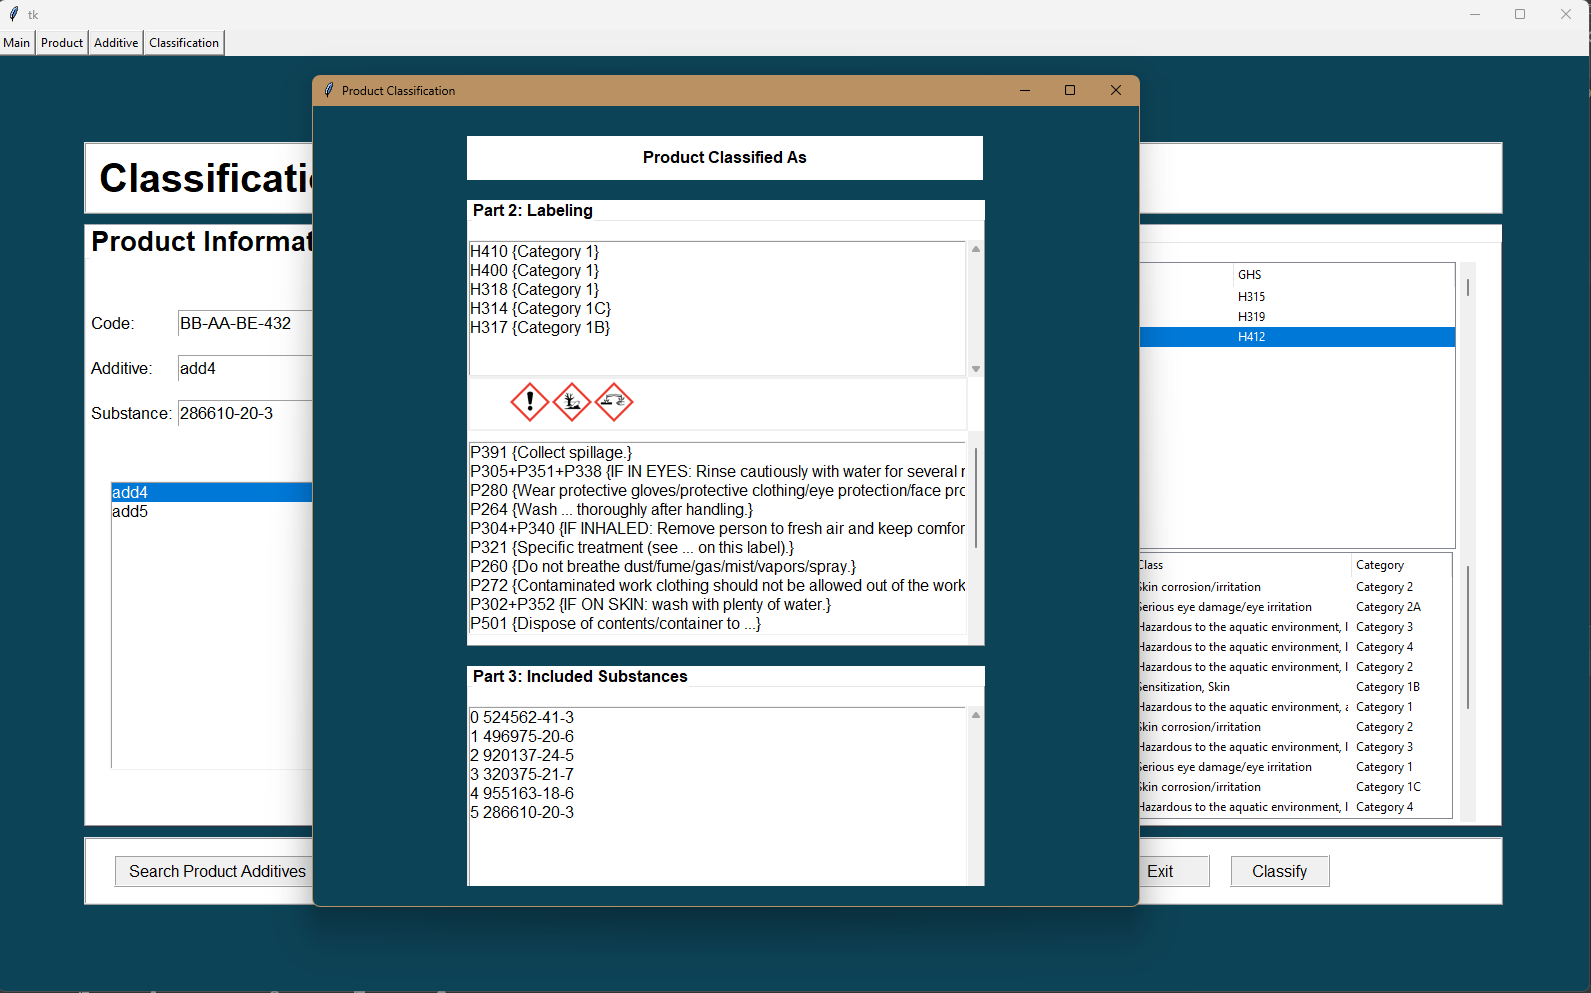 tk
Main Product Additive Classification
Product Classification
Product Classified As
Part 2: Labeling
H410 {Category 1}
H400 {Category 1}
H318 {Category 1}
H314 {Category 1C}
H317 {Category 1B}
P391 {Collect spillage.}
P305+P351+P338 {IF IN EYES: Rinse cautiously with water for several r
P280 {Wear protective gloves/protective clothing/eye protection/face pro
P264 {Wash ... thoroughly after handling.}
P304+P340 {IF INHALED: Remove person to fresh air and keep comfor
P321 {Specific treatment (see ... on this label).}
P260 {Do not breathe dust/fume/gas/mist/vapors/spray.}
P272 {Contaminated work clothing should not be allowed out of the work
P302+P352 {IF ON SKIN: wash with plenty of water.}
P501 {Dispose of contents/container to ...}
Part 3: Included Substances
0 524562-41-3
1 496975-20-6
2 920137-24-5
3 320375-21-7
4 955163-18-6
5 286610-20-3
Classificati
Product Informat
Code: BB-AA-BE-432
Additive: add4
Substance: 286610-20-3
add4
add5
Search Product Additives
GHS
H315
H319
H412
Class Category
Skin corrosion/irritation Category 2
Serious eye damage/eye irritation Category 2A
Hazardous to the aquatic environment, l Category 3
Hazardous to the aquatic environment, l Category 4
Hazardous to the aquatic environment, l Category 2
Sensitization, Skin Category 1B
Hazardous to the aquatic environment, a Category 1
Skin corrosion/irritation Category 2
Hazardous to the aquatic environment, l Category 3
Serious eye damage/eye irritation Category 1
Skin corrosion/irritation Category 1C
Hazardous to the aquatic environment, l Category 4
Exit Classify